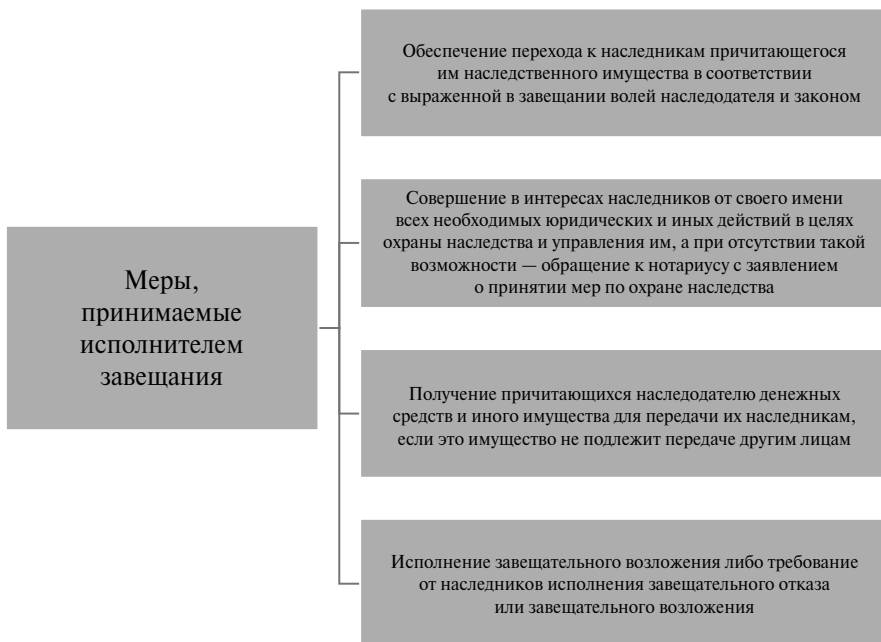 Меры,
принимаемые
исполнителем
завещания
Обеспечение перехода к наследникам причитающегося
им наследственного имущества в соответствии
с выраженной в завещании волей наследодателя и законом
Совершение в интересах наследников от своего имени
всех необходимых юридических и иных действий в целях
охраны наследства и управления им, а при отсутствии такой
возможности — обращение к нотариусу с заявлением
о принятии мер по охране наследства
Получение причитающихся наследодателю денежных
средств и иного имущества для передачи их наследникам,
если это имущество не подлежит передаче другим лицам
Исполнение завещательного возложения либо требование
от наследников исполнения завещательного отказа
или завещательного возложения